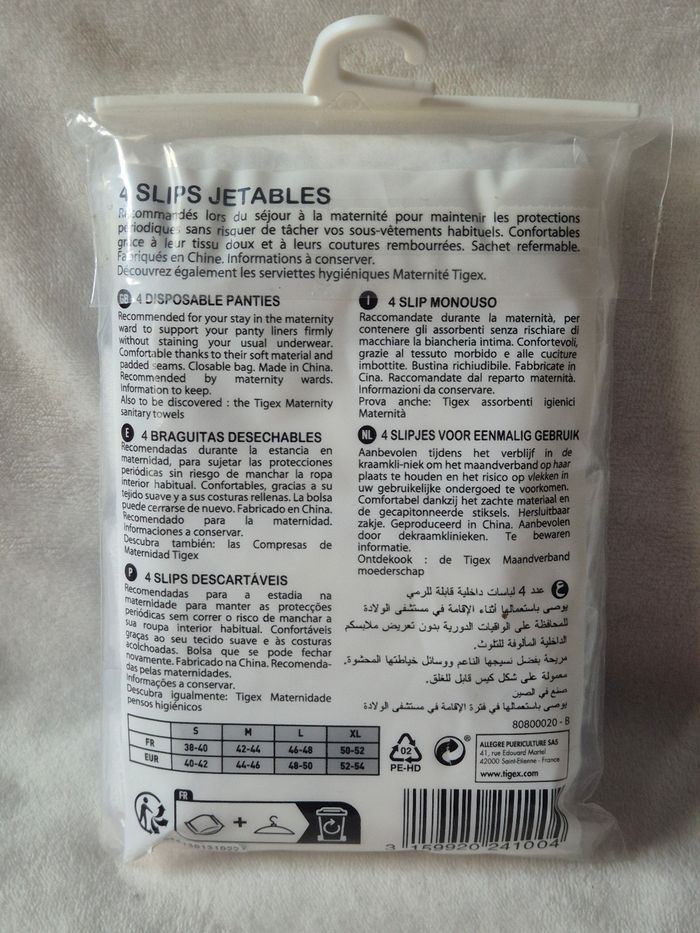 4 SLIPS JETABLES
Recommandés lors du séjour à la maternité pour maintenir les protections
périodiques sans risquer de tâcher vos sous-vêtements habituels. Confortables
grâce à leur tissu doux et à leurs coutures rembourrées. Sachet refermable.
Fabriqués en Chine. Informations à conserver.
Découvrez également les serviettes hygiéniques Maternité Tigex.
GB 4 DISPOSABLE PANTIES
Recommended for your stay in the maternity
ward to support your panty liners firmly
without staining your usual underwear.
Comfortable thanks to their soft material and
padded seams. Closable bag. Made in China.
Recommended by maternity wards.
Information to keep.
Also to be discovered : the Tigex Maternity
sanitary towels
E 4 BRAGUITAS DESECHABLES
Recomendadas durante la estancia en
maternidad, para sujetar las protecciones
periódicas sin riesgo de manchar la ropa
interior habitual. Confortables, gracias a su
tejido suave y a sus costuras rellenas. La bolsa
puede cerrarse de nuevo. Fabricado en China.
Recomendado para la maternidad.
Informaciones a conservar.
Descubra también: las Compresas de
Maternidad Tigex
P 4 SLIPS DESCARTÁVEIS
Recomendadas para a estadia na
maternidade para manter as protecções
periódicas sem correr o risco de manchar a
sua roupa interior habitual. Confortáveis
graças ao seu tecido suave e às costuras
acolchoadas. Bolsa que se pode fechar
novamente. Fabricado na China. Recomenda-
das pelas maternidades.
Informações a conservar.
Descubra igualmente: Tigex Maternidade
pensos higiénicos
I 4 SLIP MONOUSO
Raccomandate durante la maternità, per
contenere gli assorbenti senza rischiare di
macchiare la biancheria intima. Confortevoli,
grazie al tessuto morbido e alle cuciture
imbottite. Bustina richiudibile. Fabbricate in
Cina. Raccomandate dal reparto maternità.
Informazioni da conservare.
Prova anche: Tigex assorbenti igienici
Maternità
NL 4 SLIPJES VOOR EENMALIG GEBRUIK
Aanbevolen tijdens het verblijf in de
kraamkli-niek om het maandverband op haar
plaats te houden en het risico op vlekken in
uw gebruikelijke ondergoed te voorkomen.
Comfortabel dankzij het zachte materiaal en
de gecapitonneerde stiksels. Hersluitbaar
zakje. Geproduceerd in China. Aanbevolen
door dekraamklinieken. Te bewaren
informatie.
Ontdekook : de Tigex Maandverband
moederschap
ع عدد 4 لباسات داخلية قابلة للرمي
يوصى باستعمالها أثناء الإقامة في مستشفى الولادة
للمحافظة على الواقيات الدورية بدون تعريض ملابسكم
الداخلية المألوفة للتلوث.
مريحة بفضل نسيجها الناعم ووسائل خياطتها المحشوة.
معمولة على شكل كيس قابل للغلق.
صنع في الصين
يوصى باستعمالها في فترة الإقامة في مستشفى الولادة
80800020 - B
S M L XL
FR 38-40 42-44 46-48 50-52
EUR 40-42 44-46 48-50 52-54
02
PE-HD
ALLEGRE PUERICULTURE SAS
41, rue Edouard Martel
42000 Saint-Etienne - France
www.tigex.com
FR
+
3 159920 241004